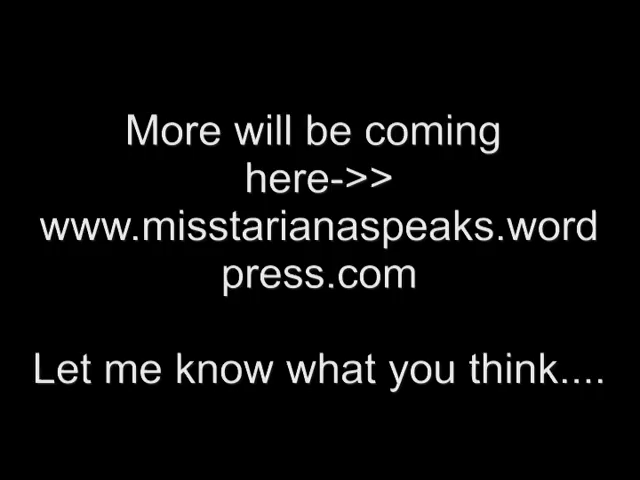 More will be coming
here->>
www.misstarianaspeaks.word
press.com
Let me know what you think....